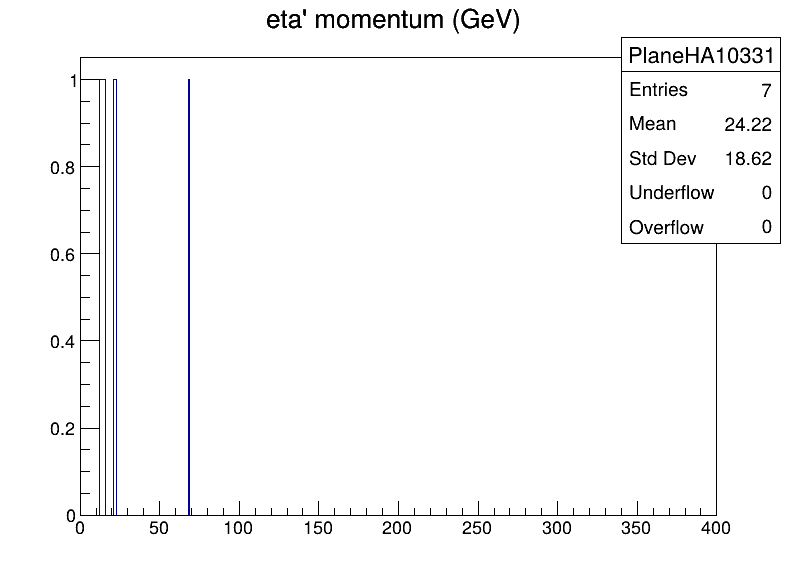 eta' momentum (GeV)
PlaneHA10331
Entries 7
Mean 24.22
Std Dev 18.62
Underflow 0
Overflow 0
1
0.8
0.6
0.4
0.2
0
0 50 100 150 200 250 300 350 400